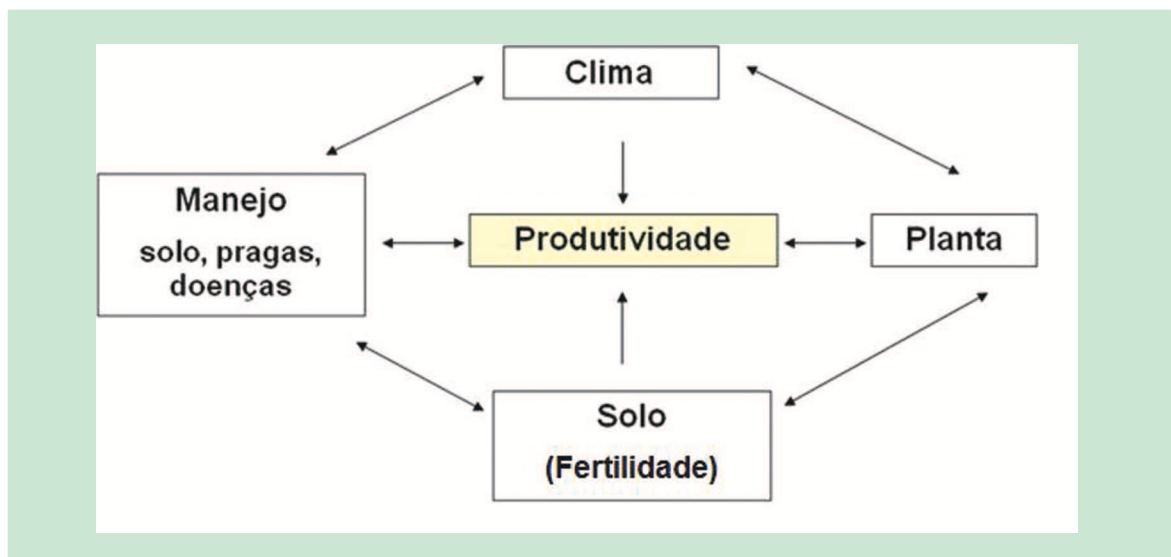 Clima
Manejo
solo, pragas,
doenças
Produtividade
Planta
Solo
(Fertilidade)